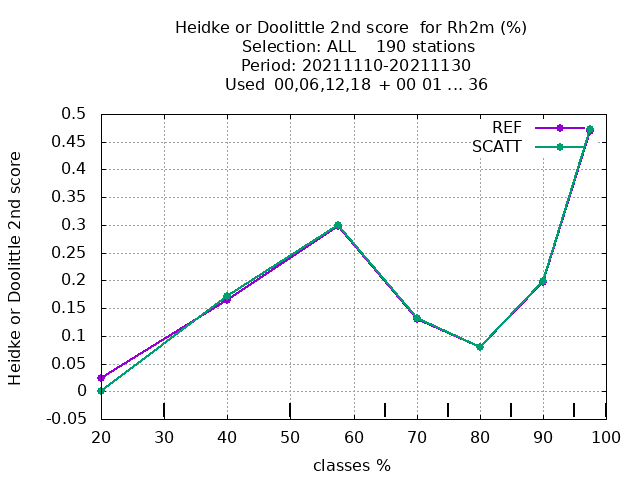 Heidke or Doolittle 2nd score  for Rh2m (%)
Selection: ALL    190 stations
Period: 20211110-20211130
Used  00,06,12,18  + 00 01 ... 36
Heidke or Doolittle 2nd score
0.5
0.45
0.4
0.35
0.3
0.25
0.2
0.15
0.1
0.05
0
-0.05
REF
SCATT
20 30 40 50 60 70 80 90 100
classes %